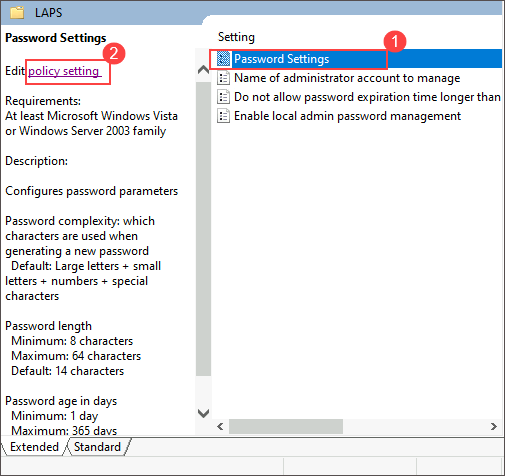 LAPS
Password Settings
2
Edit policy setting
Requirements:
At least Microsoft Windows Vista
or Windows Server 2003 family
Description:
Configures password parameters
Password complexity: which
characters are used when
generating a new password
Default: Large letters + small
letters + numbers + special
characters
Password length
Minimum: 8 characters
Maximum: 64 characters
Default: 14 characters
Password age in days
Minimum: 1 day
Maximum: 365 days
Setting
1
Password Settings
Name of administrator account to manage
Do not allow password expiration time longer than
Enable local admin password management
Extended
Standard